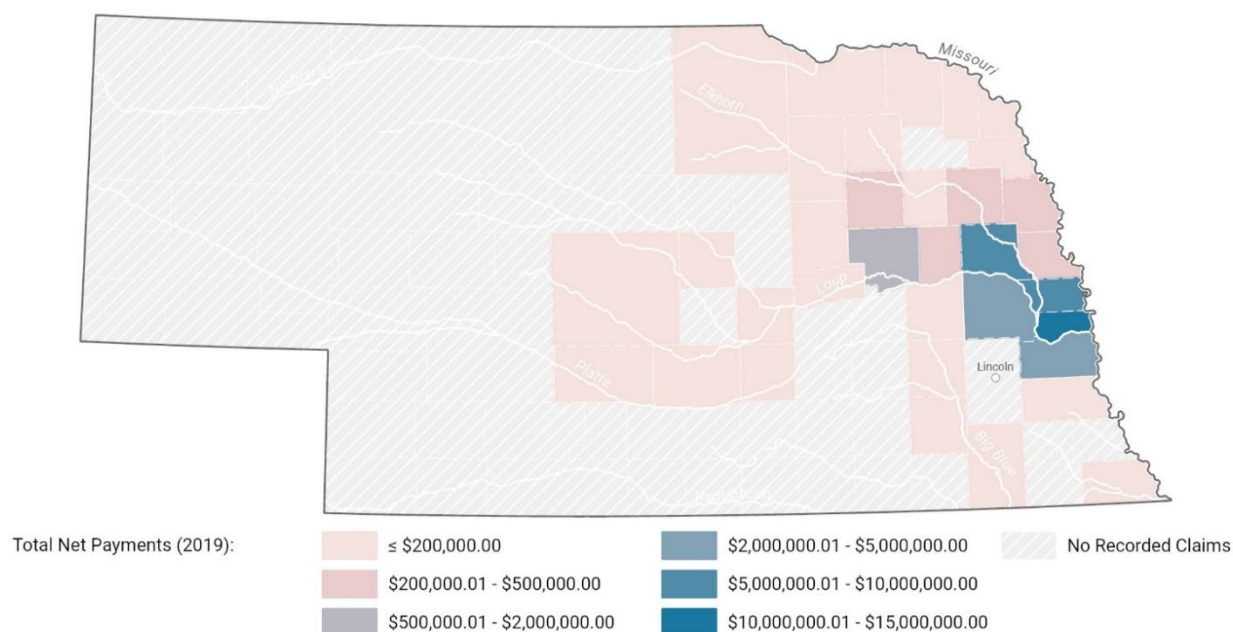 Missouri
Niobrara
Elkhorn
Loup
Platte
Lincoln
Big Blue
Republican
Total Net Payments (2019):
≤ $200,000.00
$200,000.01 - $500,000.00
$500,000.01 - $2,000,000.00
$2,000,000.01 - $5,000,000.00
$5,000,000.01 - $10,000,000.00
$10,000,000.01 - $15,000,000.00
No Recorded Claims